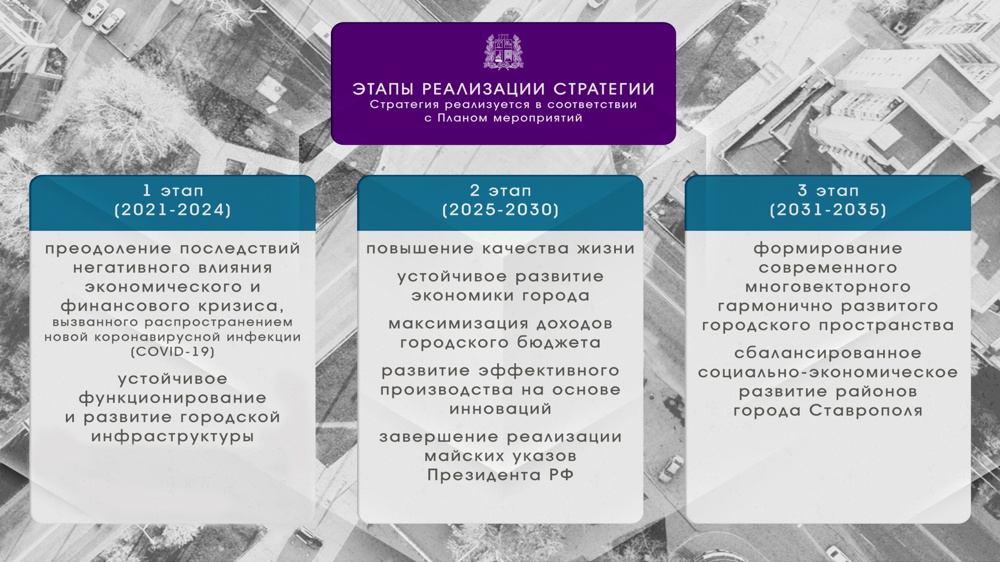 1777
ЭТАПЫ РЕАЛИЗАЦИИ СТРАТЕГИИ
Стратегия реализуется в соответствии
с Планом мероприятий
1 этап
(2021-2024)
преодоление последствий
негативного влияния
экономического и
финансового кризиса,
вызванного распространением
новой коронавирусной инфекции
(COVID-19)
устойчивое
функционирование
и развитие городской
инфраструктуры
2 этап
(2025-2030)
повышение качества жизни
устойчивое развитие
экономики города
максимизация доходов
городского бюджета
развитие эффективного
производства на основе
инноваций
завершение реализации
майских указов
Президента РФ
3 этап
(2031-2035)
формирование
современного
многовекторного
гармонично развитого
городского пространства
сбалансированное
социально-экономическое
развитие районов
города Ставрополя